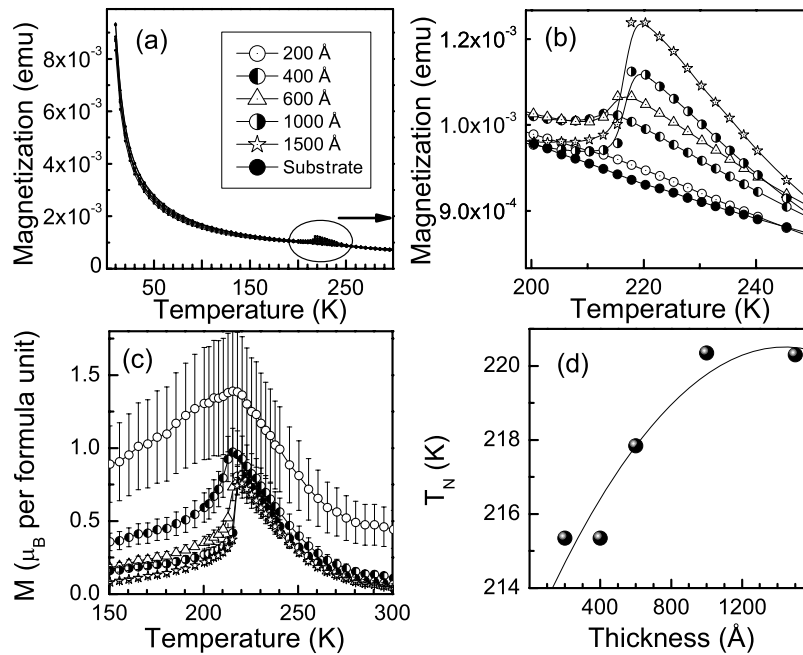 (a)
200 Å
400 Å
600 Å
1000 Å
1500 Å
Substrate
8x10⁻³
6x10⁻³
4x10⁻³
2x10⁻³
0
50 100 150 200 250
Magnetization (emu)
Temperature (K)
(b)
1.2x10⁻³
1.0x10⁻³
9.0x10⁻⁴
200 220 240
Magnetization (emu)
Temperature (K)
(c)
1.5
1.0
0.5
0.0
150 200 250 300
M (μ_B per formula unit)
Temperature (K)
(d)
220
218
216
214
400 800 1200
T_N (K)
Thickness (Å)